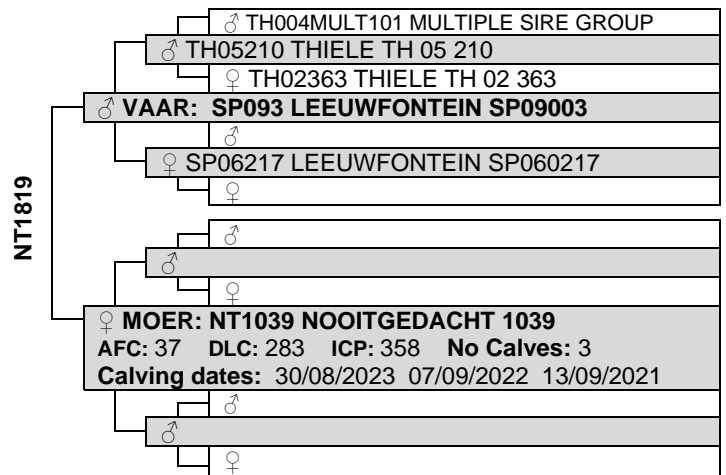 ♂ TH004MULT101 MULTIPLE SIRE GROUP
♂ TH05210 THIELE TH 05 210
♀ TH02363 THIELE TH 02 363
♂ VAAR: SP093 LEEUWFONTEIN SP09003
♂
♀ SP06217 LEEUWFONTEIN SP060217
♀
NT1819
♂
♂
♀
♀ MOER: NT1039 NOOITGEDACHT 1039
AFC: 37 DLC: 283 ICP: 358 No Calves: 3
Calving dates: 30/08/2023 07/09/2022 13/09/2021
♂
♂
♀